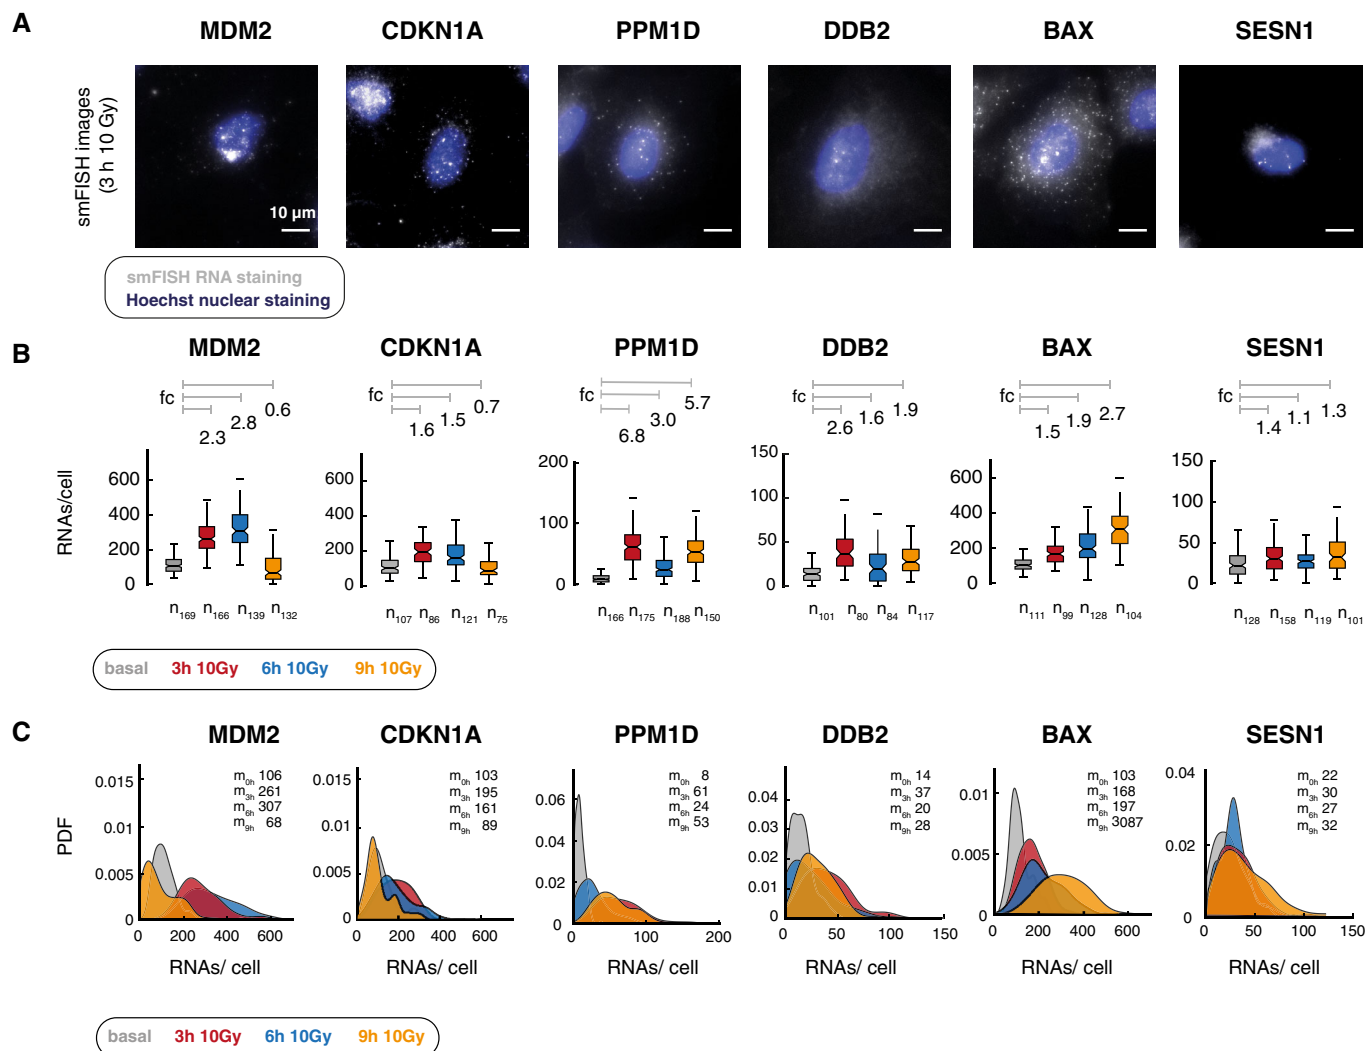 A
MDM2 CDKN1A PPM1D DDB2 BAX SESN1
smFISH images
(3 h 10 Gy)
10 µm
smFISH RNA staining
Hoechst nuclear staining
B
MDM2 CDKN1A PPM1D DDB2 BAX SESN1
fc 2.3 2.8 0.6
fc 1.6 1.5 0.7
fc 6.8 3.0 5.7
fc 2.6 1.6 1.9
fc 1.5 1.9 2.7
fc 1.4 1.1 1.3
RNAs/cell
600 400 200 0
600 400 200 0
200 100 0
150 100 50 0
600 400 200 0
150 100 50 0
n169 n166 n139 n132
n107 n86 n121 n75
n166 n175 n188 n150
n101 n80 n84 n117
n111 n99 n128 n104
n128 n158 n119 n101
basal 3h 10Gy 6h 10Gy 9h 10Gy
C
MDM2 CDKN1A PPM1D DDB2 BAX SESN1
PDF
0.015 0.01 0.005 0
m0h 106
m3h 261
m6h 307
m9h 68
0 200 400 600
0.015 0.01 0.005 0
m0h 103
m3h 195
m6h 161
m9h 89
0 200 400 600
0.06 0.04 0.02 0
m0h 8
m3h 61
m6h 24
m9h 53
0 100 200
0.04 0.03 0.02 0.01 0
m0h 14
m3h 37
m6h 20
m9h 28
0 50 100 150
0.01 0.005 0
m0h 103
m3h 168
m6h 197
m9h 3087
0 200 400 600
0.04 0.02 0
m0h 22
m3h 30
m6h 27
m9h 32
0 50 100 150
RNAs/ cell RNAs/ cell RNAs/ cell RNAs/ cell RNAs/ cell RNAs/ cell
basal 3h 10Gy 6h 10Gy 9h 10Gy